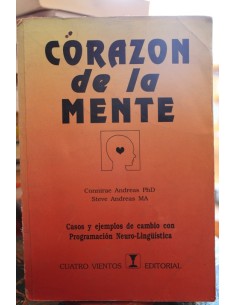 CORAZON
de la
MENTE
Connirae Andreas PhD
Steve Andreas MA
Casos y ejemplos de cambio con
Programación Neuro-Lingüística
CUATRO VIENTOS EDITORIAL